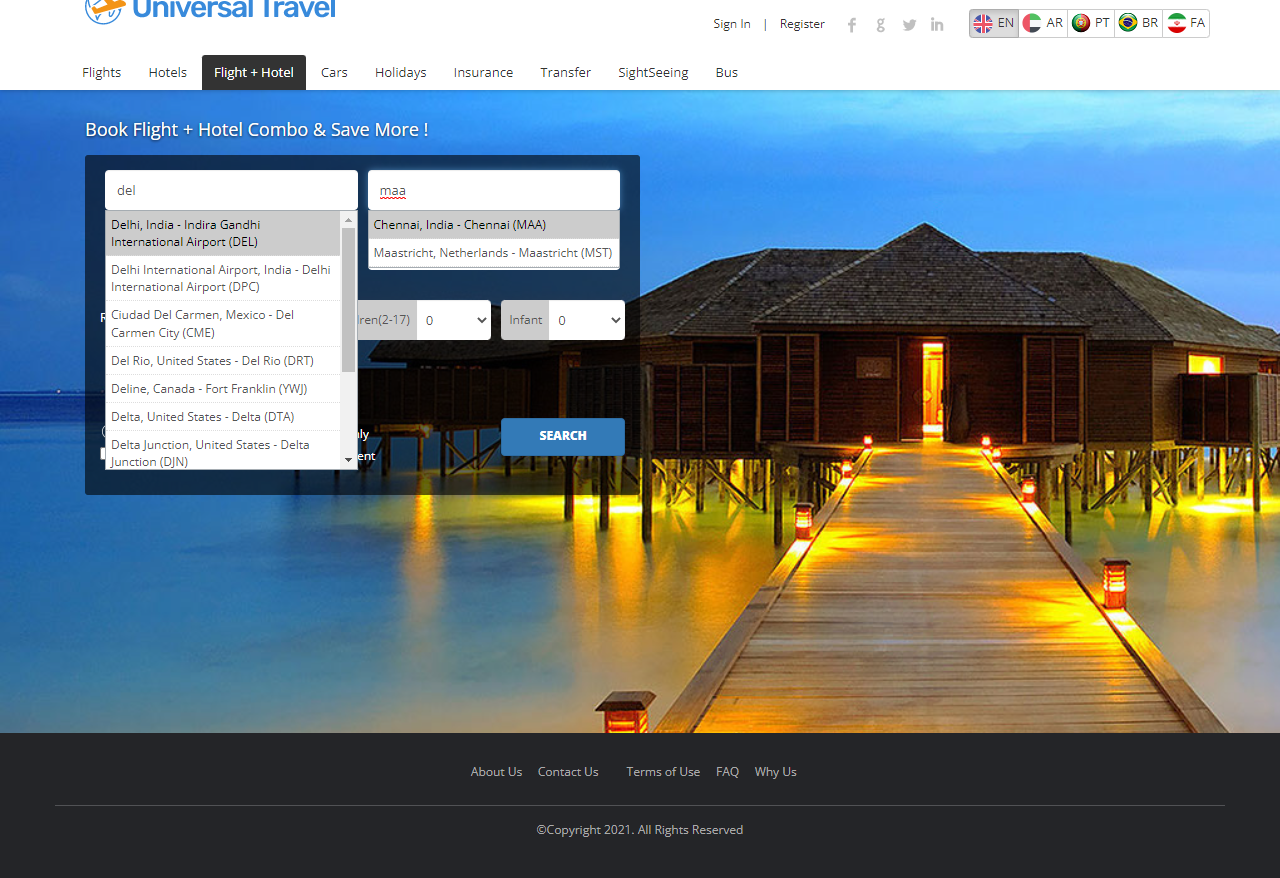 Universal Travel
Sign In | Register
EN AR PT BR FA
Flights Hotels Flight + Hotel Cars Holidays Insurance Transfer SightSeeing Bus
Book Flight + Hotel Combo & Save More !
del
maa
Delhi, India - Indira Gandhi
International Airport (DEL)
Delhi International Airport, India - Delhi
International Airport (DPC)
Ciudad Del Carmen, Mexico - Del
Carmen City (CME)
Del Rio, United States - Del Rio (DRT)
Deline, Canada - Fort Franklin (YWJ)
Delta, United States - Delta (DTA)
Delta Junction, United States - Delta
Junction (DJN)
Chennai, India - Chennai (MAA)
Maastricht, Netherlands - Maastricht (MST)
ren(2-17) 0 Infant 0
SEARCH
About Us Contact Us Terms of Use FAQ Why Us
©Copyright 2021. All Rights Reserved